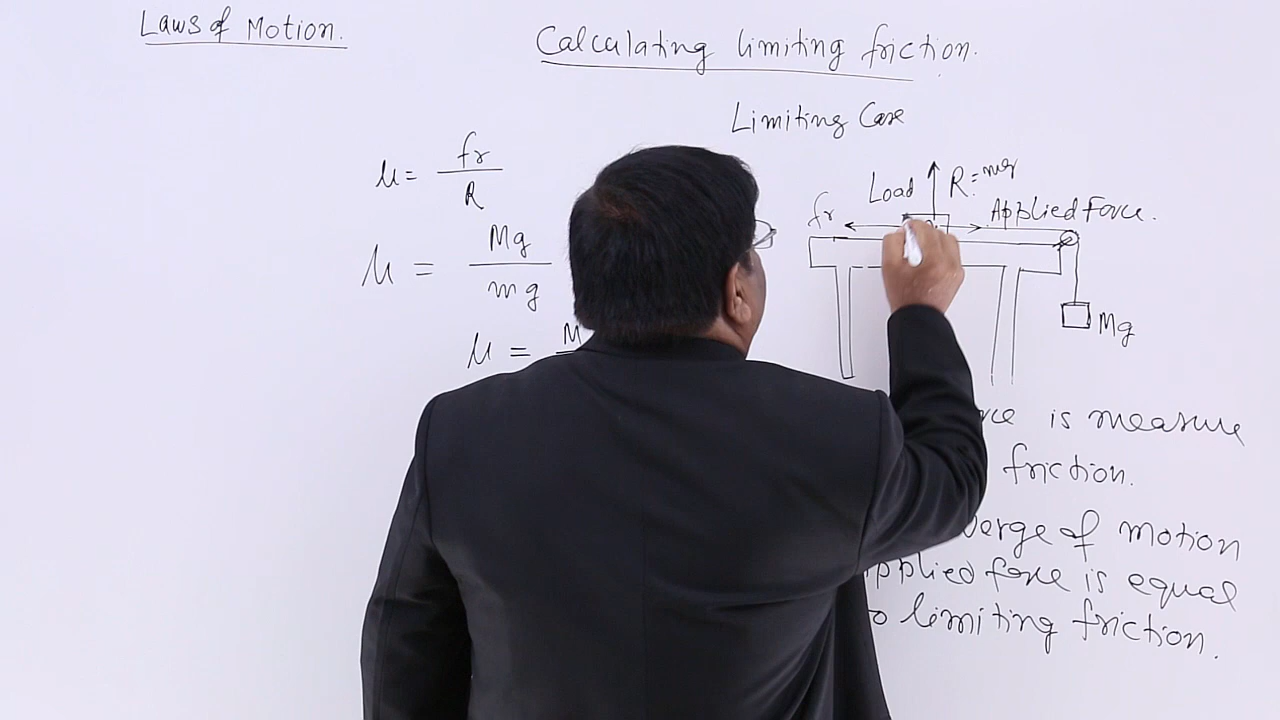 Laws of Motion.
Calculating limiting friction.
Limiting Case
μ = fr / R
μ = Mg / mg
μ = M
Load
R = mg
fr
Applied Force.
Mg
is measure
friction.
verge of motion
applied force is equal
limiting friction.